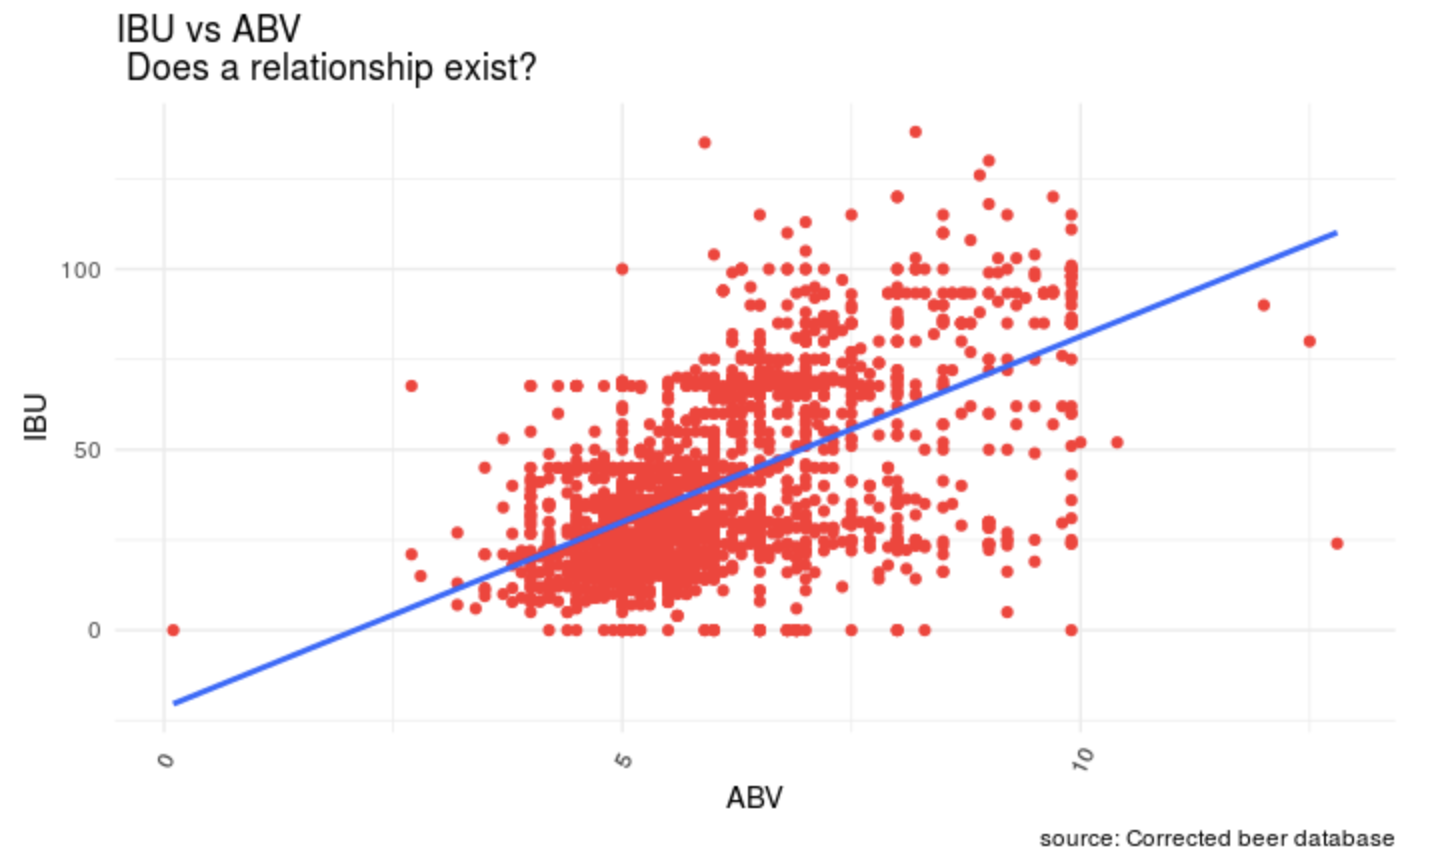 IBU vs ABV
Does a relationship exist?
IBU
100
50
0
0
5
10
ABV
source: Corrected beer database